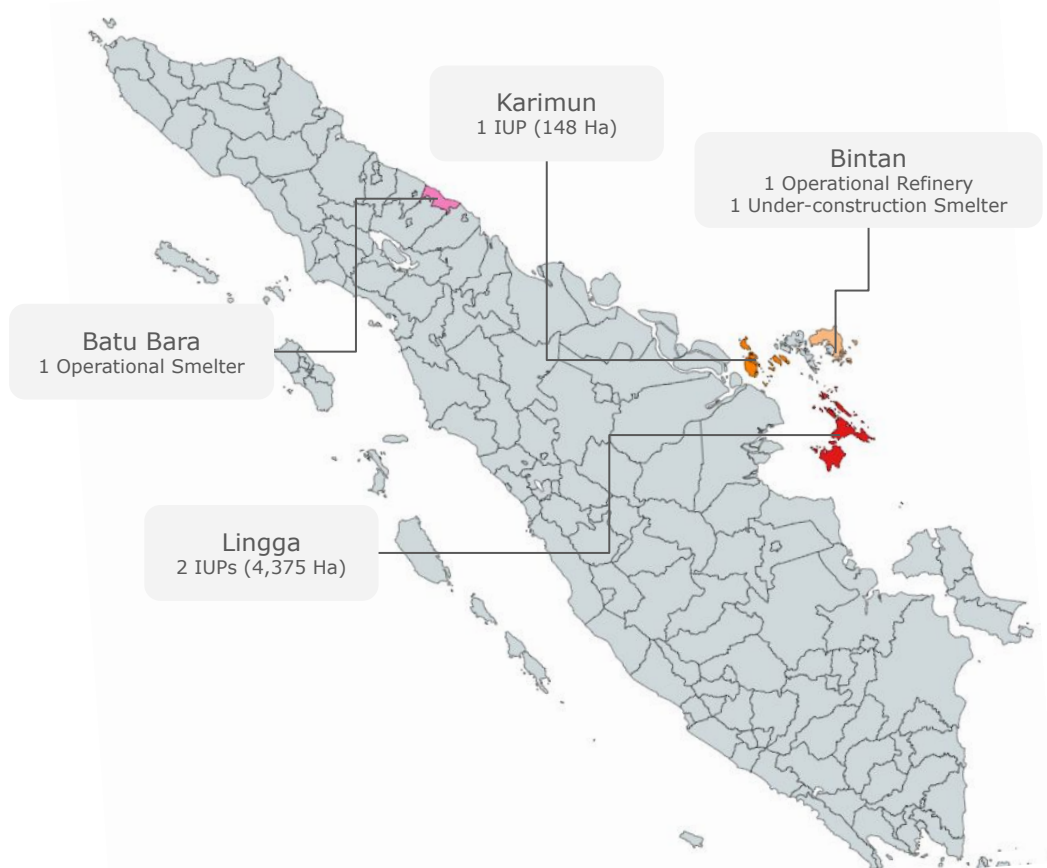 Karimun
1 IUP (148 Ha)
Bintan
1 Operational Refinery
1 Under-construction Smelter
Batu Bara
1 Operational Smelter
Lingga
2 IUPs (4,375 Ha)